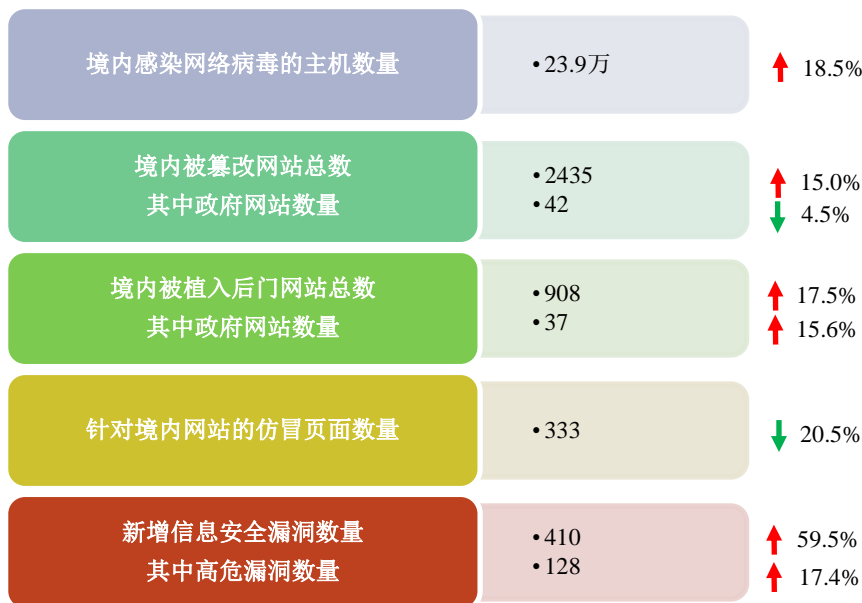 境内感染网络病毒的主机数量
•23.9万
18.5%
境内被篡改网站总数
其中政府网站数量
•2435
•42
15.0%
4.5%
境内被植入后门网站总数
其中政府网站数量
•908
•37
17.5%
15.6%
针对境内网站的仿冒页面数量
•333
20.5%
新增信息安全漏洞数量
其中高危漏洞数量
•410
•128
59.5%
17.4%